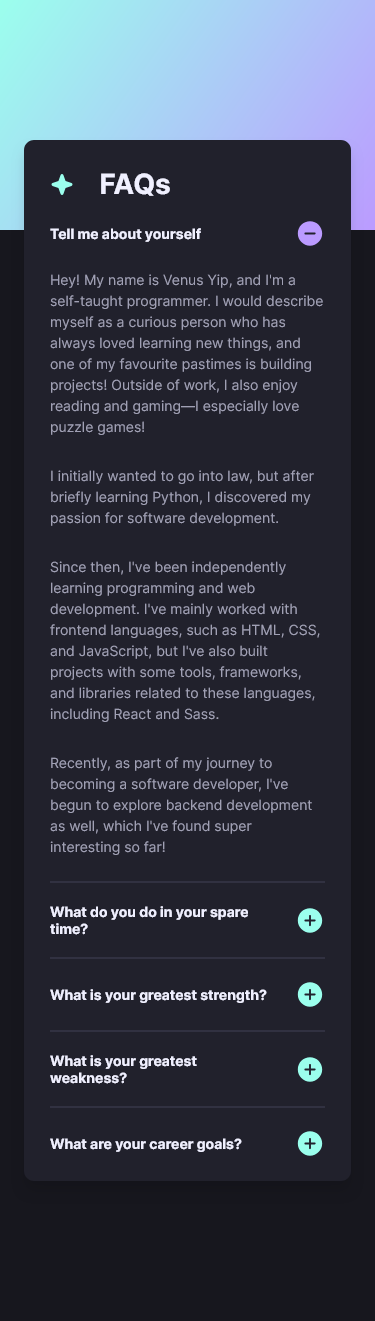 FAQs
Tell me about yourself
Hey! My name is Venus Yip, and I'm a
self-taught programmer. I would describe
myself as a curious person who has
always loved learning new things, and
one of my favourite pastimes is building
projects! Outside of work, I also enjoy
reading and gaming—I especially love
puzzle games!
I initially wanted to go into law, but after
briefly learning Python, I discovered my
passion for software development.
Since then, I've been independently
learning programming and web
development. I've mainly worked with
frontend languages, such as HTML, CSS,
and JavaScript, but I've also built
projects with some tools, frameworks,
and libraries related to these languages,
including React and Sass.
Recently, as part of my journey to
becoming a software developer, I've
begun to explore backend development
as well, which I've found super
interesting so far!
What do you do in your spare
time?
What is your greatest strength?
What is your greatest
weakness?
What are your career goals?